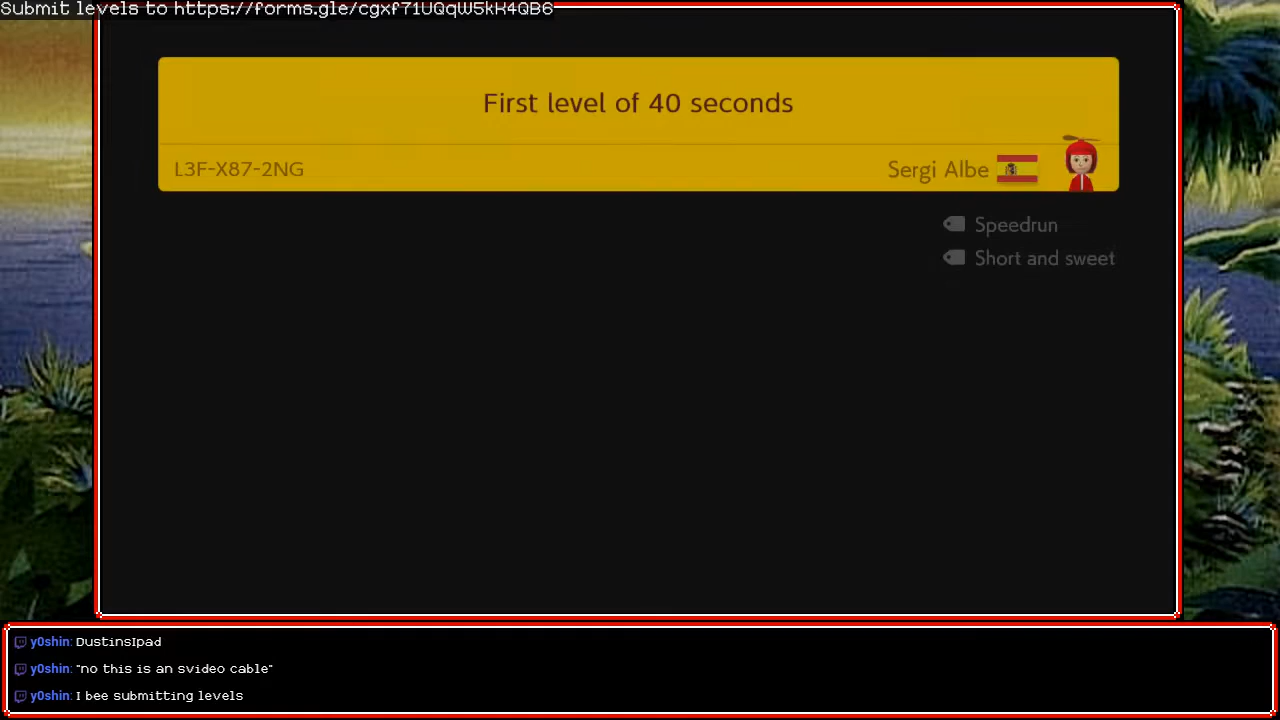 Submit levels to https://forms.gle/cgxf71UQqW5kH4QB6
First level of 40 seconds
L3F-X87-2NG
Sergi Albe
Speedrun
Short and sweet
y0shin: DustinsIpad
y0shin: "no this is an svideo cable"
y0shin: I bee submitting levels